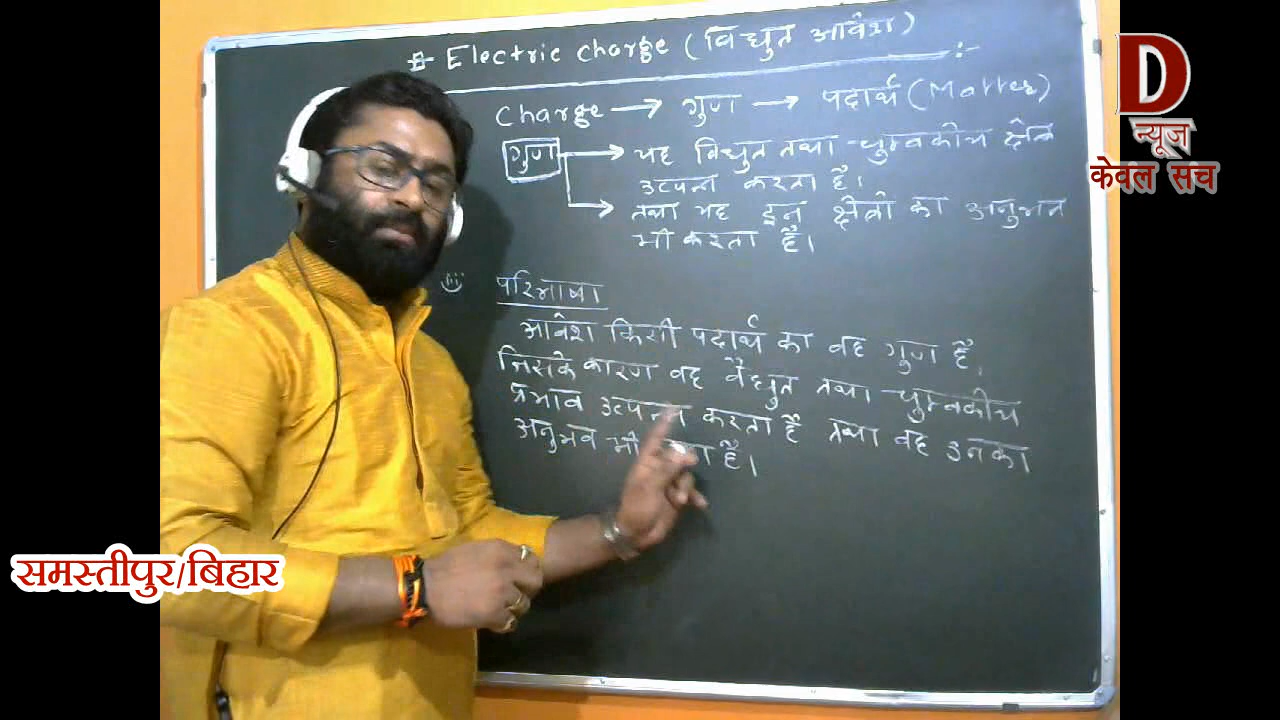 # Electric charge (विद्युत आवेश) :-
charge → गुण → पदार्थ (Matter)
गुण → यह विद्युत तथा चुम्बकीय क्षेत्र
उत्पन्न करता है।
→ तथा यह इन क्षेत्रो का अनुभव
भी करता है।
परिभाषा
आवेश किसी पदार्थ का वह गुण है,
जिसके कारण वह वैद्युत तथा चुम्बकीय
प्रभाव उत्पन्न करता है तथा वह उनका
अनुभव भी है।
D
न्यूज
केवल सच
समस्तीपुर/बिहार